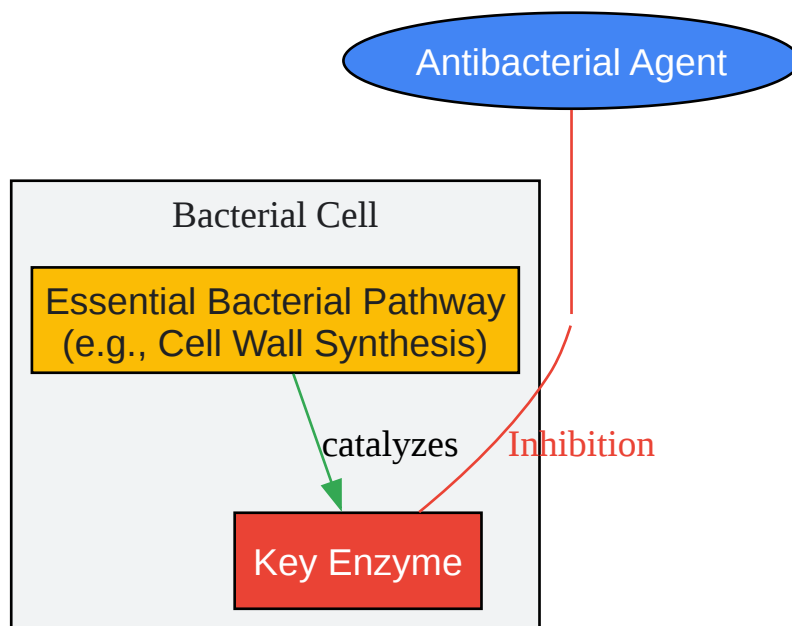 Antibacterial Agent
Bacterial Cell
Essential Bacterial Pathway
(e.g., Cell Wall Synthesis)
catalyzes
Inhibition
Key Enzyme